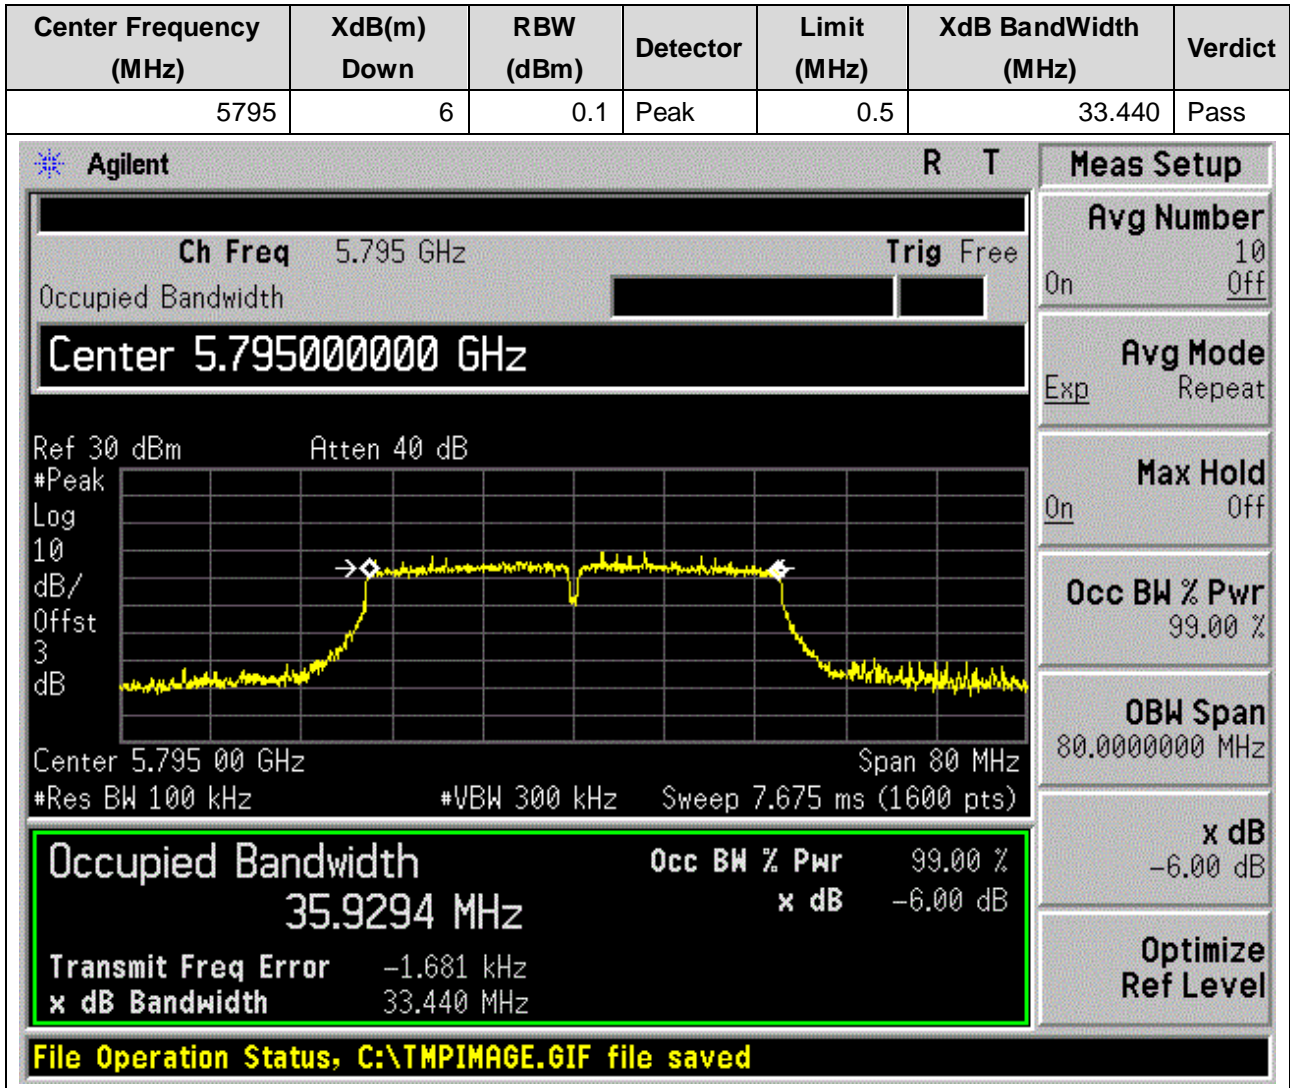 Center Frequency (MHz) XdB(m) Down RBW (dBm) Detector Limit (MHz) XdB BandWidth (MHz) Verdict
5795 6 0.1 Peak 0.5 33.440 Pass
Agilent R T
Ch Freq 5.795 GHz Trig Free
Occupied Bandwidth
Center 5.795000000 GHz
Ref 30 dBm Atten 40 dB
#Peak
Log
10
dB/
Offst
3
dB
Center 5.795 00 GHz Span 80 MHz
#Res BW 100 kHz #VBW 300 kHz Sweep 7.675 ms (1600 pts)
Occupied Bandwidth Occ BW % Pwr 99.00 %
35.9294 MHz x dB -6.00 dB
Transmit Freq Error -1.681 kHz
x dB Bandwidth 33.440 MHz
File Operation Status, C:\TMPIMAGE.GIF file saved
Meas Setup
Avg Number
10
On Off
Avg Mode
Exp Repeat
Max Hold
On Off
Occ BW % Pwr
99.00 %
OBW Span
80.0000000 MHz
x dB
-6.00 dB
Optimize
Ref Level